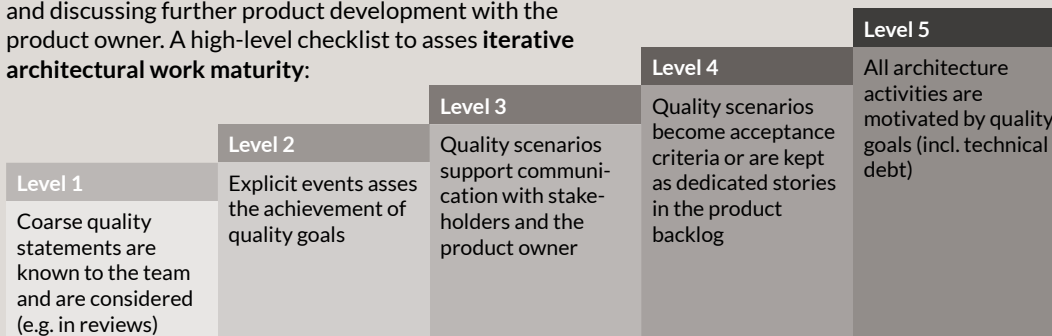 and discussing further product development with the
product owner. A high-level checklist to asses iterative
architectural work maturity:
Level 1
Coarse quality
statements are
known to the team
and are considered
(e.g. in reviews)
Level 2
Explicit events asses
the achievement of
quality goals
Level 3
Quality scenarios
support communi-
cation with stake-
holders and the
product owner
Level 4
Quality scenarios
become acceptance
criteria or are kept
as dedicated stories
in the product
backlog
Level 5
All architecture
activities are
motivated by quality
goals (incl. technical
debt)